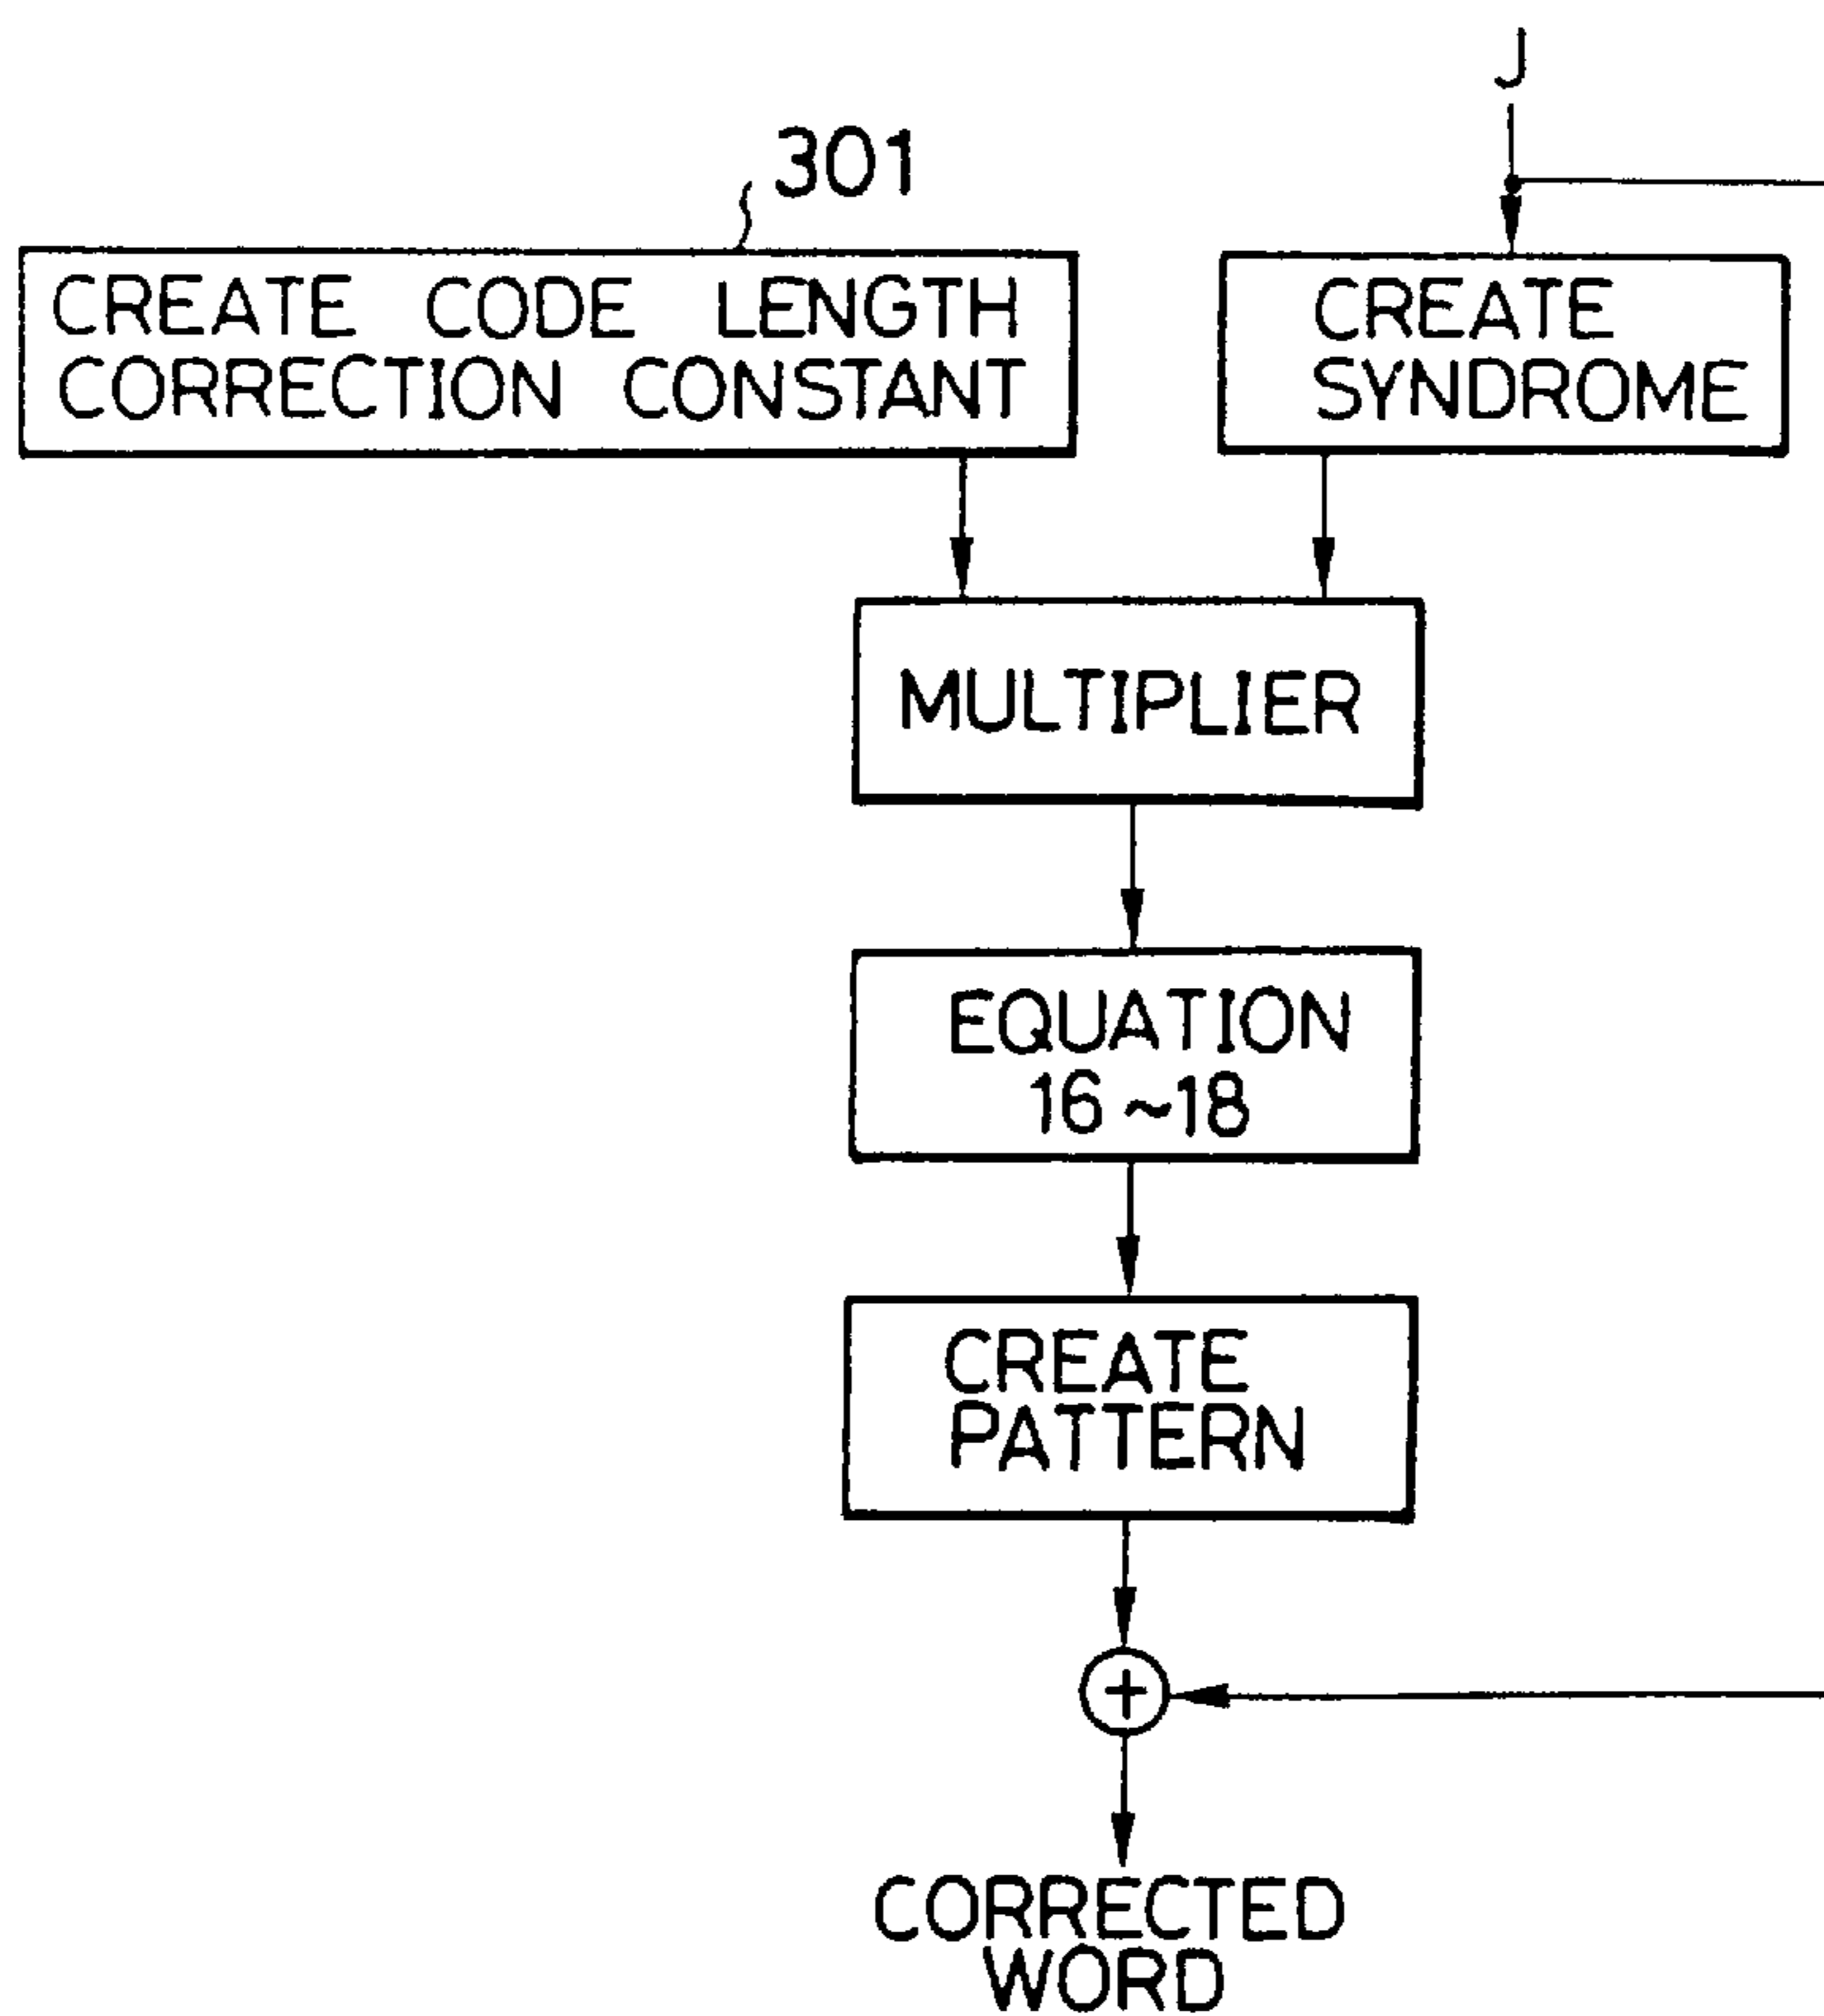 J
301
CREATE CODE LENGTH
CORRECTION CONSTANT
CREATE
SYNDROME
MULTIPLIER
EQUATION
16~18
CREATE
PATTERN
+
CORRECTED
WORD